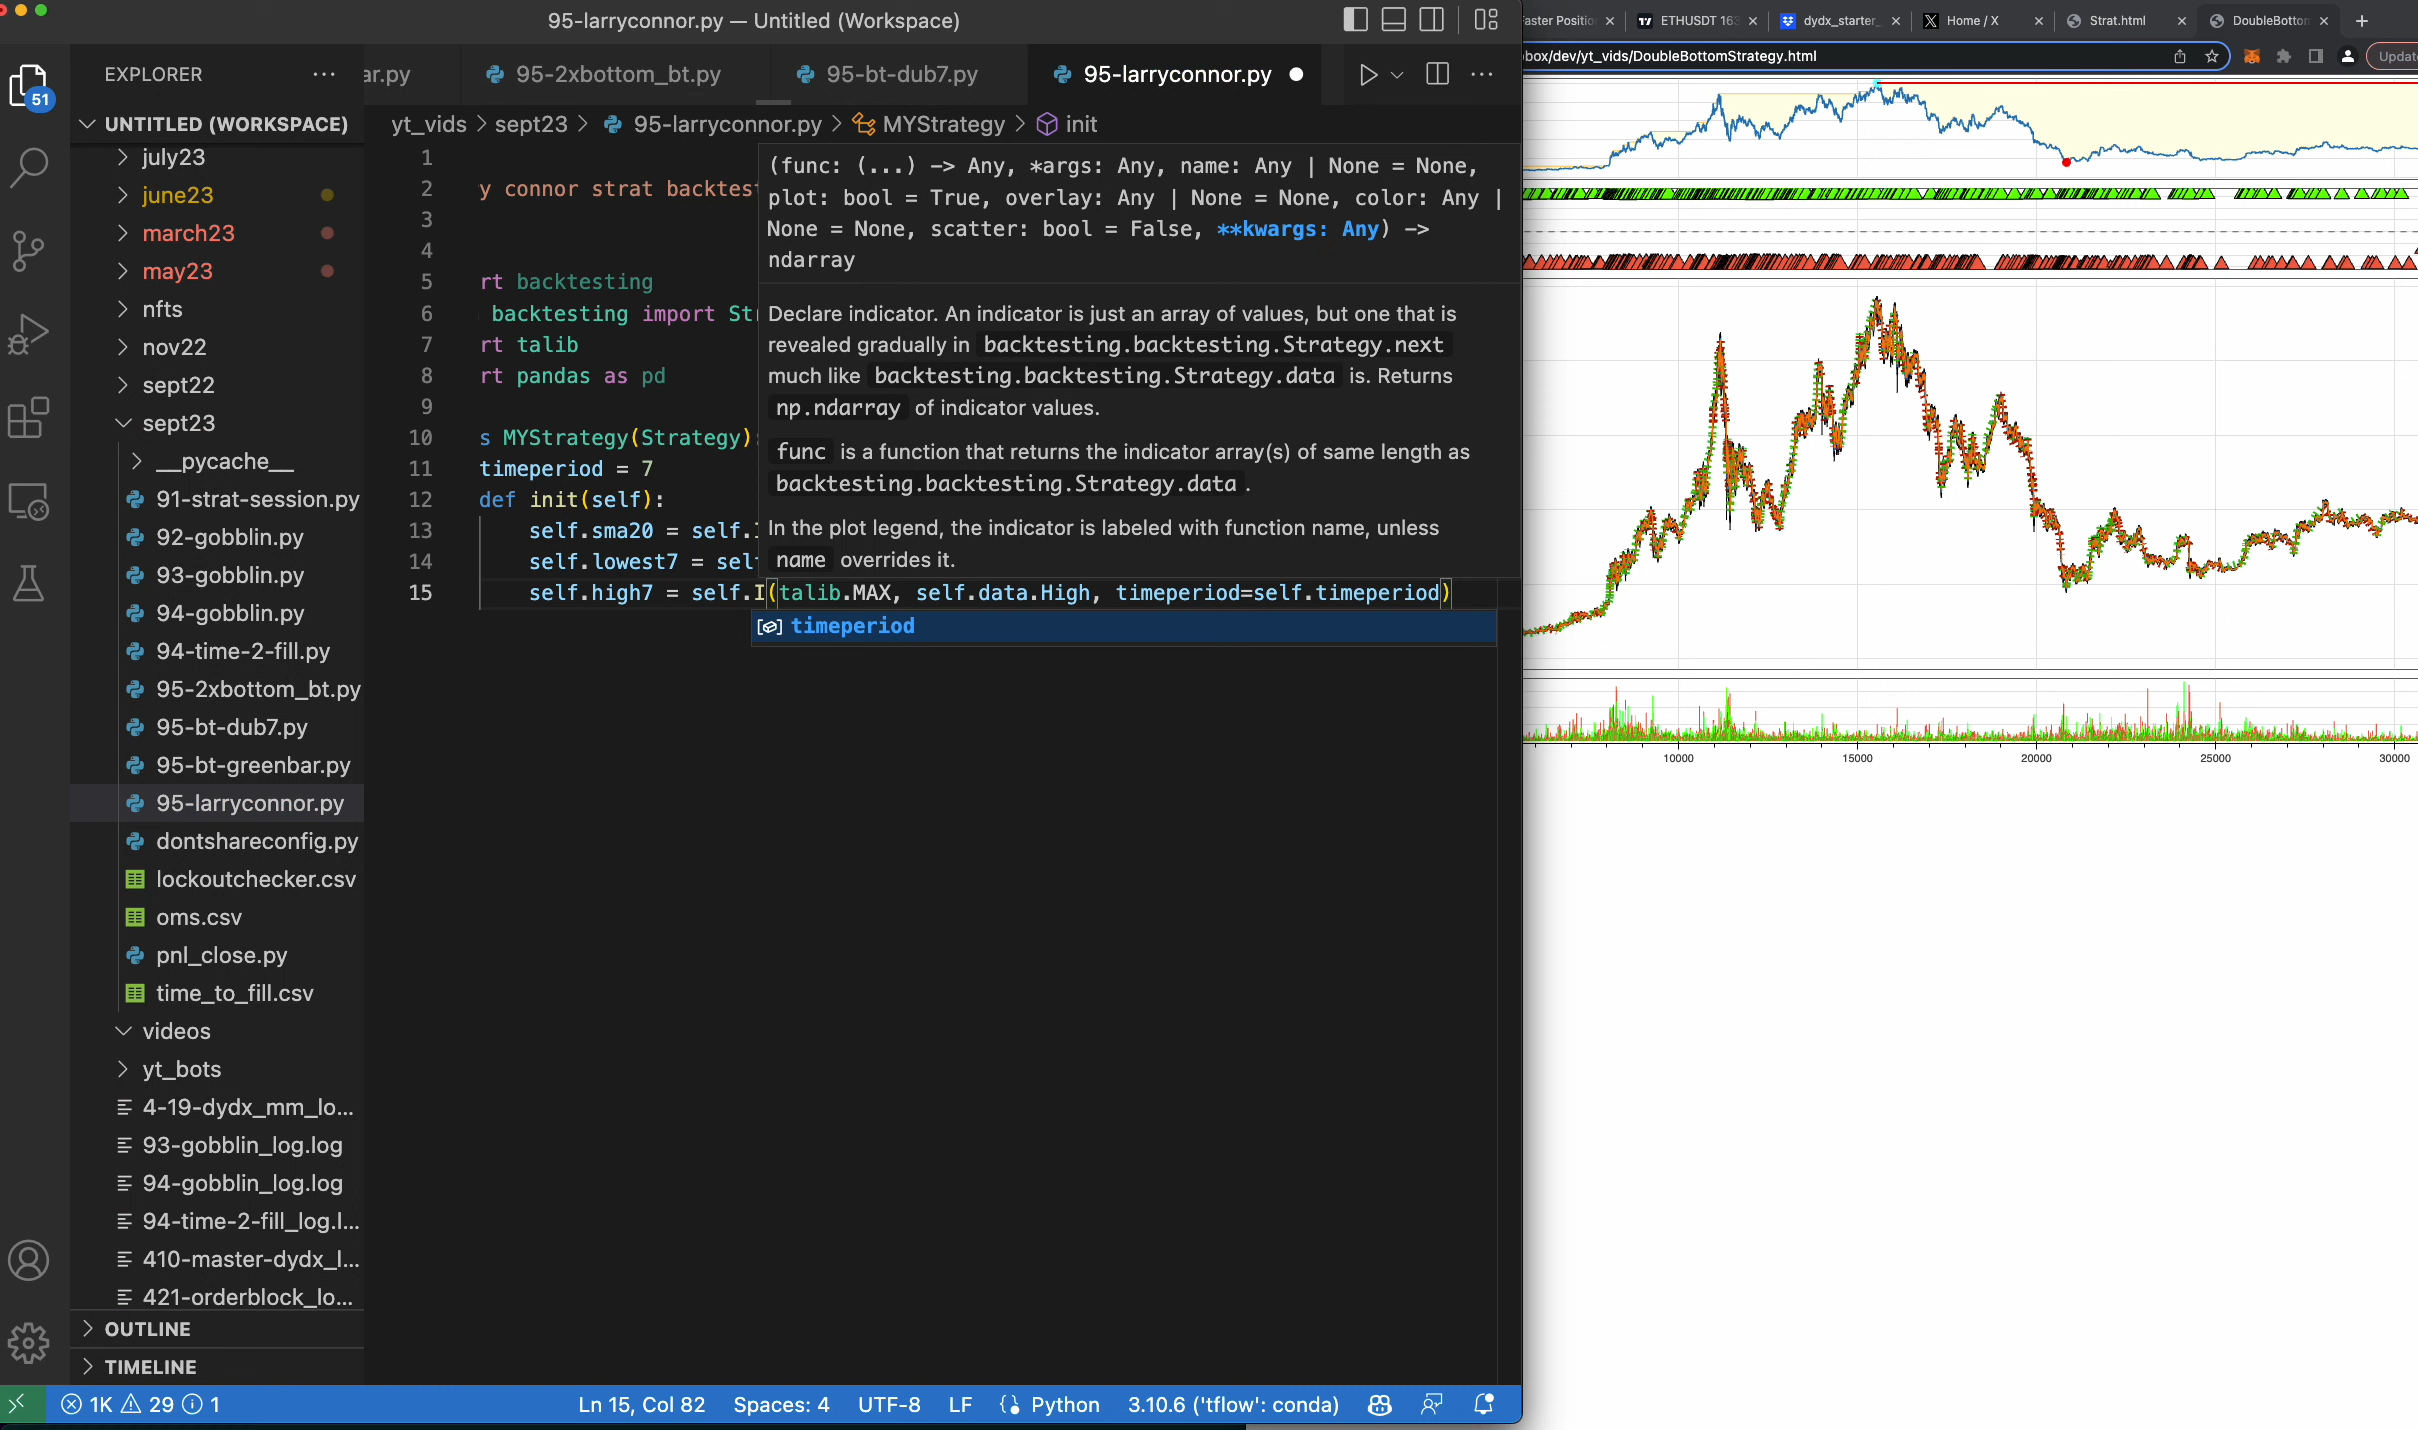 95-larryconnor.py — Untitled (Workspace)
EXPLORER
51
UNTITLED (WORKSPACE)
july23
june23
march23
may23
nfts
nov22
sept22
sept23
__pycache__
91-strat-session.py
92-gobblin.py
93-gobblin.py
94-gobblin.py
94-time-2-fill.py
95-2xbottom_bt.py
95-bt-dub7.py
95-bt-greenbar.py
95-larryconnor.py
dontshareconfig.py
lockoutchecker.csv
oms.csv
pnl_close.py
time_to_fill.csv
videos
yt_bots
4-19-dydx_mm_lo...
93-gobblin_log.log
94-gobblin_log.log
94-time-2-fill_log.l...
410-master-dydx_l...
421-orderblock_lo...
OUTLINE
TIMELINE
ar.py 95-2xbottom_bt.py 95-bt-dub7.py 95-larryconnor.py
yt_vids > sept23 > 95-larryconnor.py > MYStrategy > init
1
2 y connor strat backtest
3
4
5 rt backtesting
6 backtesting import Str
7 rt talib
8 rt pandas as pd
9
10 s MYStrategy(Strategy):
11 timeperiod = 7
12 def init(self):
13 self.sma20 = self.I
14 self.lowest7 = self
15 self.high7 = self.I(talib.MAX, self.data.High, timeperiod=self.timeperiod)
(func: (...) -> Any, *args: Any, name: Any | None = None,
plot: bool = True, overlay: Any | None = None, color: Any |
None = None, scatter: bool = False, **kwargs: Any) ->
ndarray
Declare indicator. An indicator is just an array of values, but one that is
revealed gradually in backtesting.backtesting.Strategy.next
much like backtesting.backtesting.Strategy.data is. Returns
np.ndarray of indicator values.
func is a function that returns the indicator array(s) of same length as
backtesting.backtesting.Strategy.data .
In the plot legend, the indicator is labeled with function name, unless
name overrides it.
timeperiod
1K 29 1 Ln 15, Col 82 Spaces: 4 UTF-8 LF Python 3.10.6 ('tflow': conda)
aster Positio ETHUSDT 163 dydx_starter_ Home / X Strat.html DoubleBottom
box/dev/yt_vids/DoubleBottomStrategy.html Update
10000 15000 20000 25000 30000